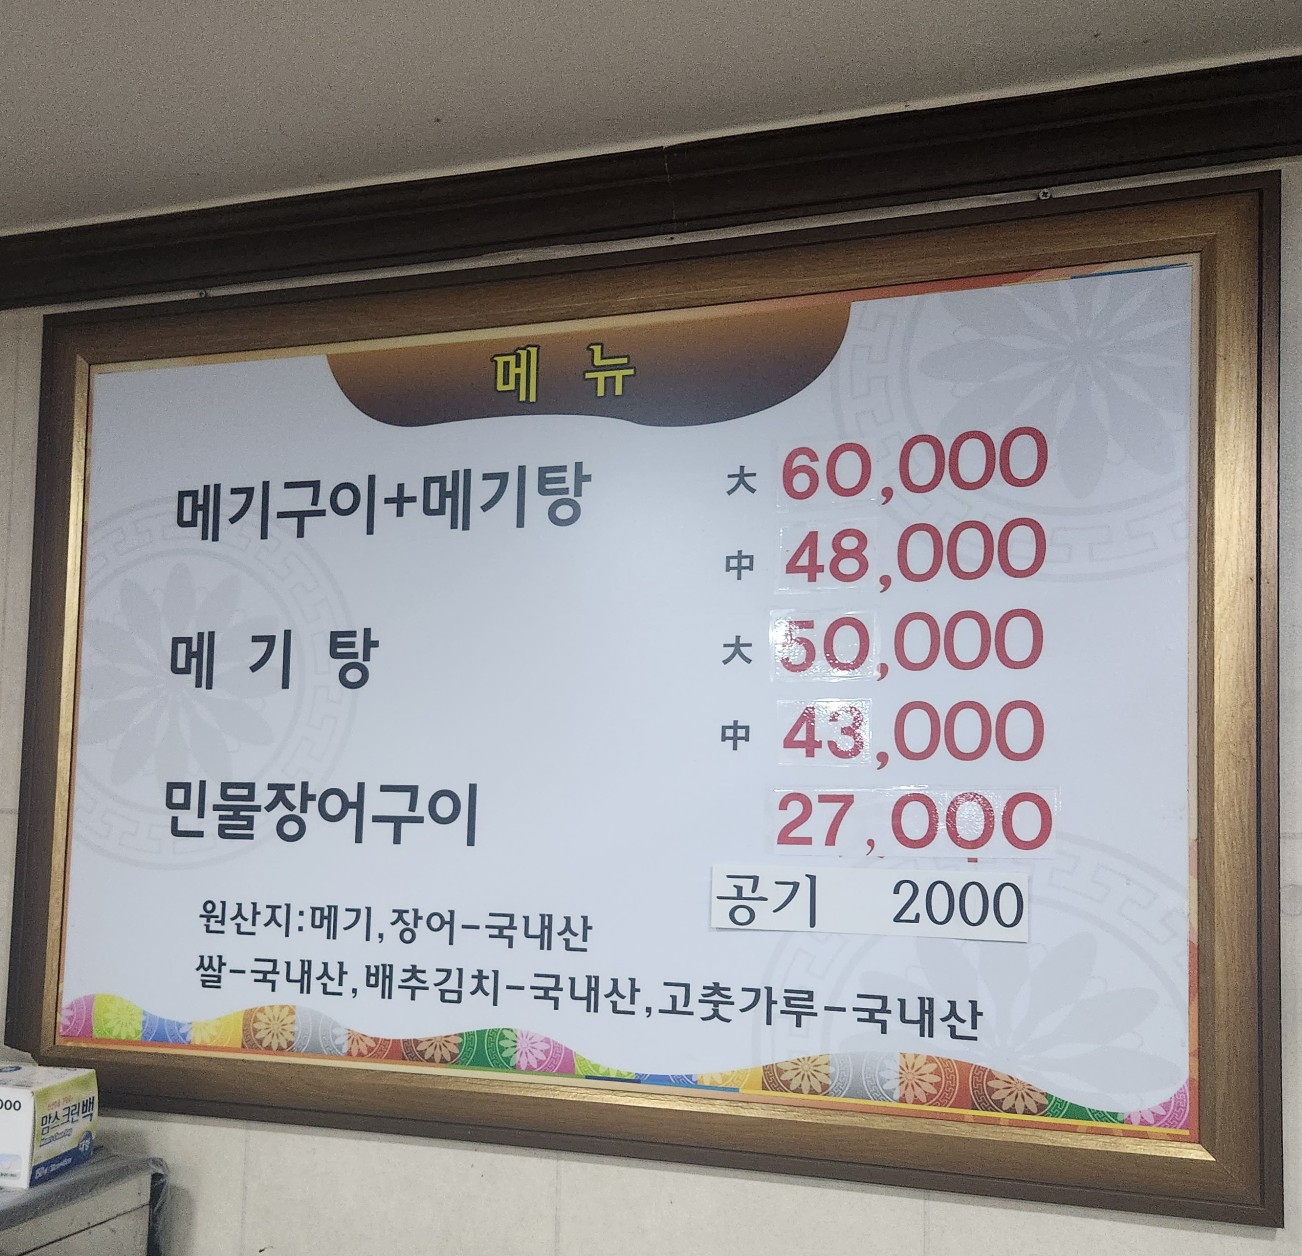 메 뉴
메기구이+메기탕 大 60,000
中 48,000
메 기 탕 大 50,000
中 43,000
민물장어구이 27,000
공기 2000
원산지:메기,장어-국내산
쌀-국내산,배추김치-국내산,고춧가루-국내산
000
맘스크린백